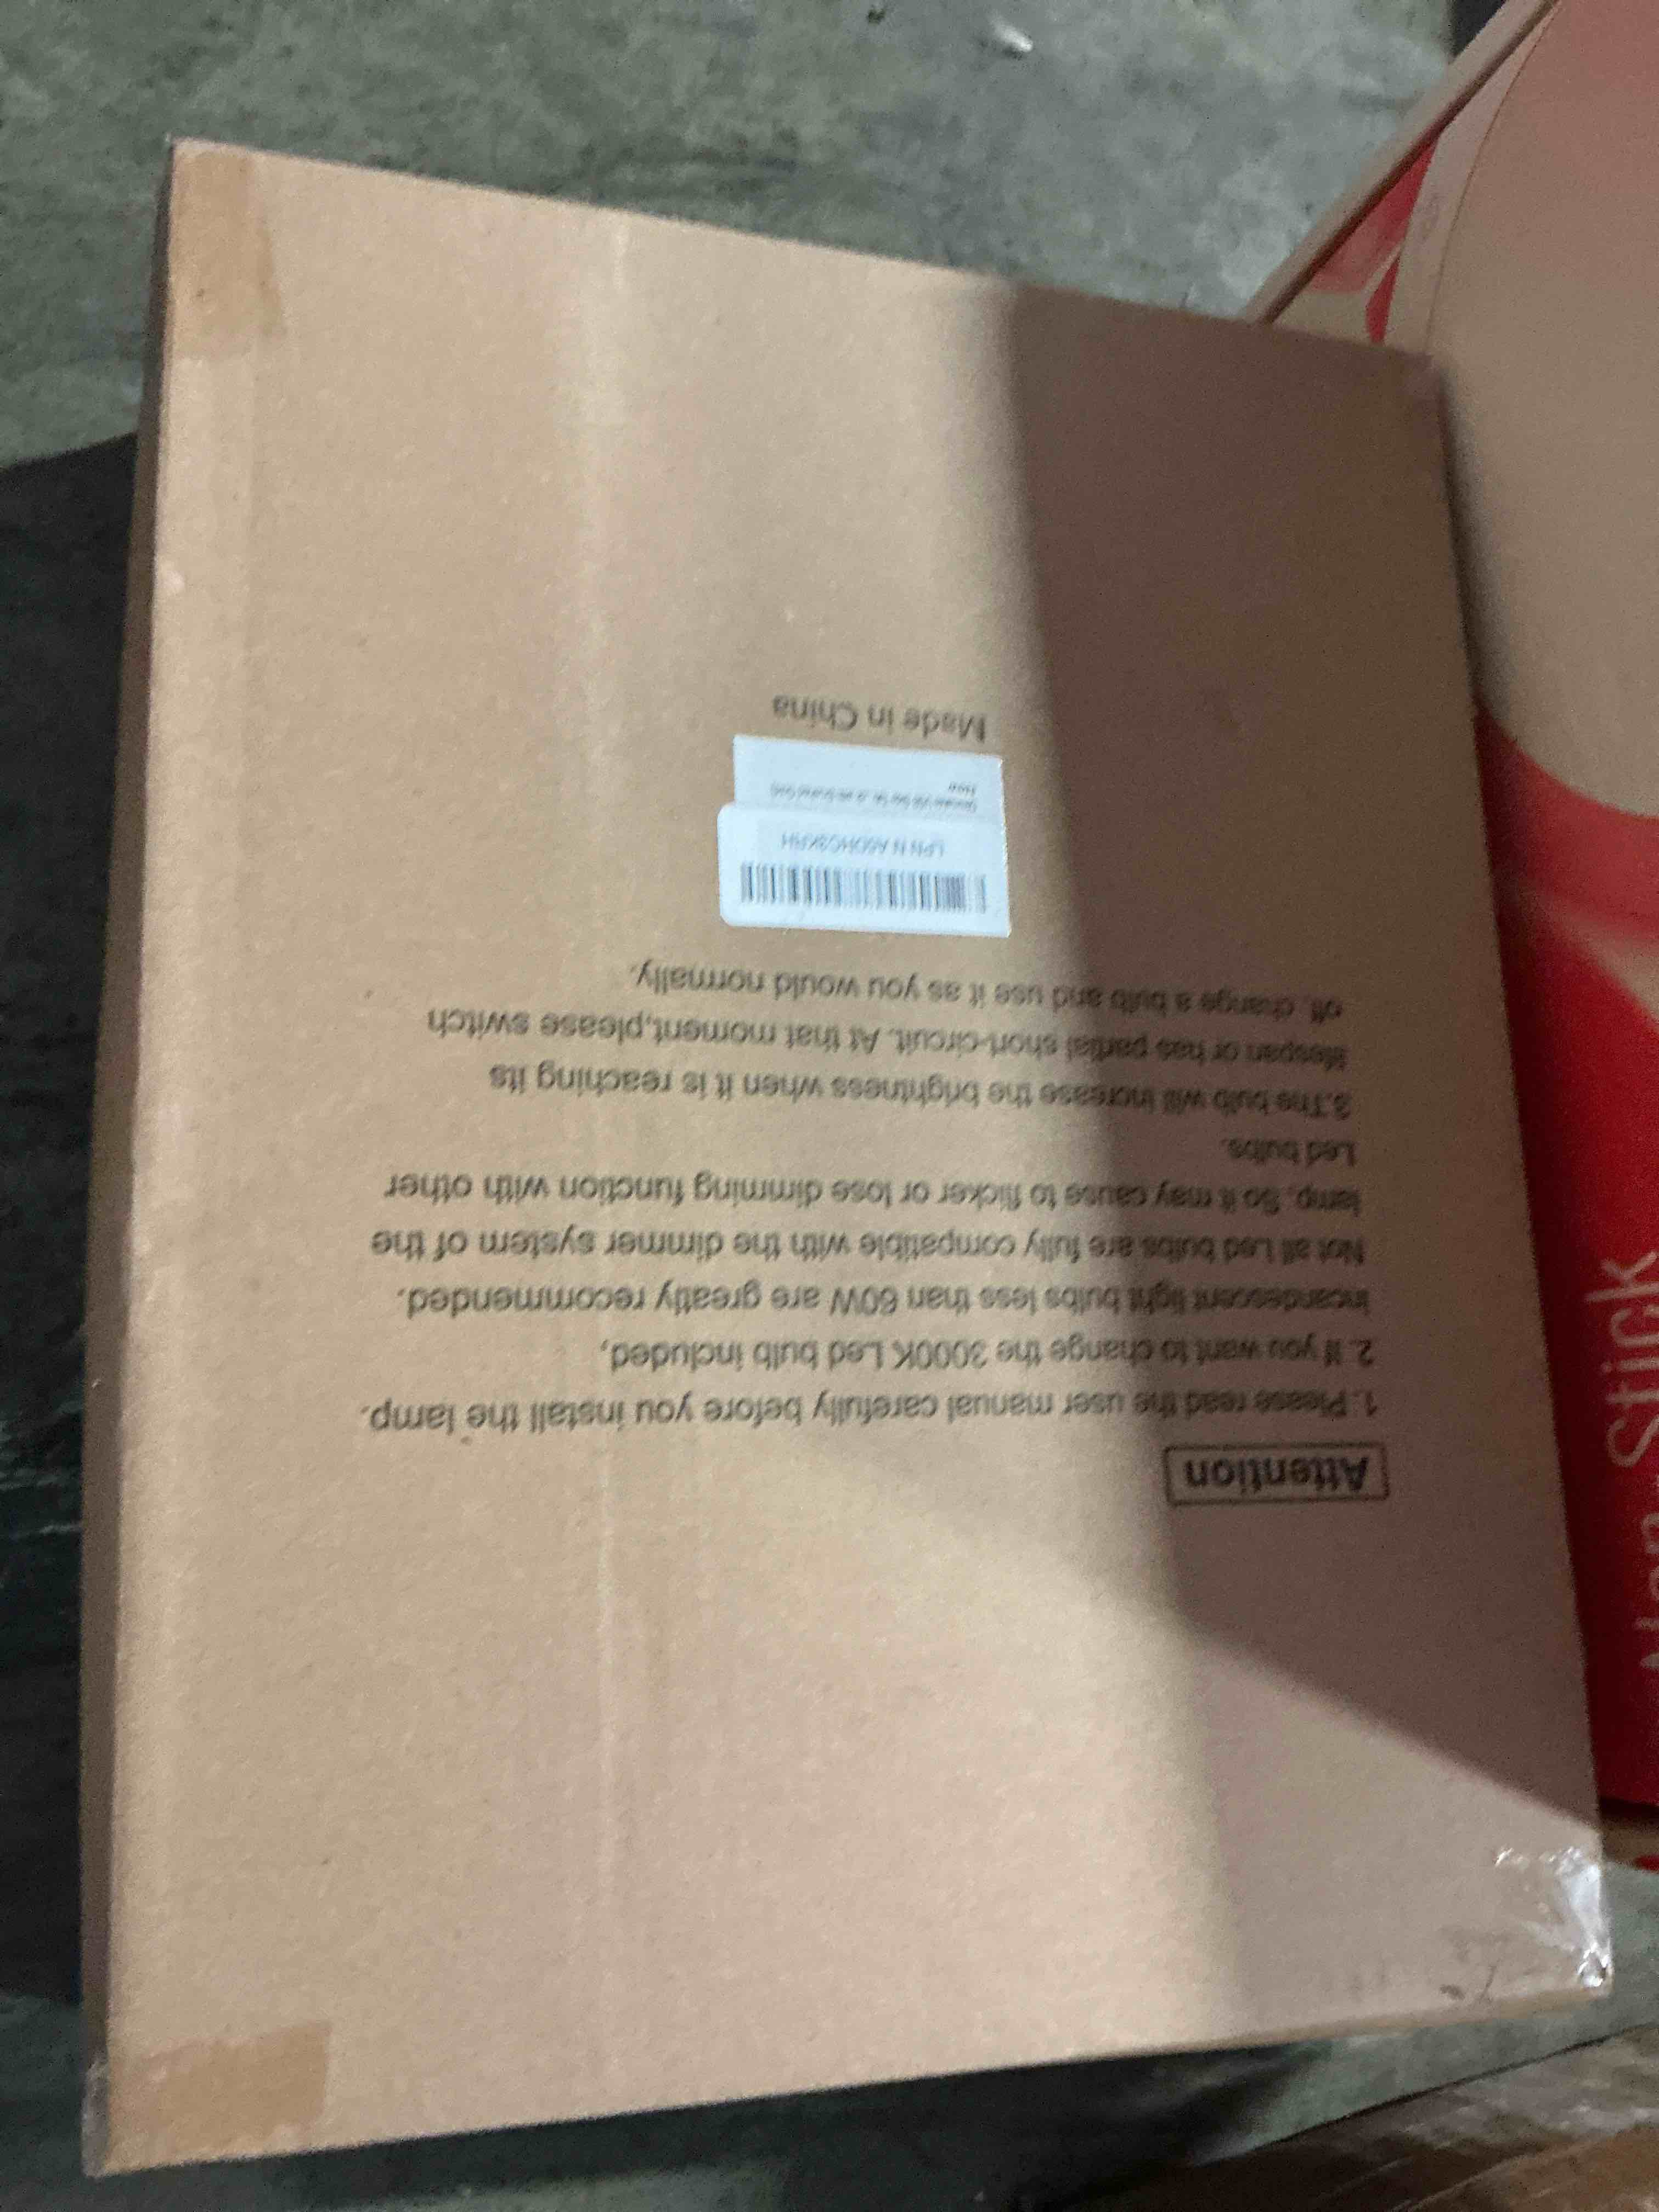 Attention
1. Please read the user manual carefully before you install the lamp.
2. If you want to change the 3000K Led bulb included,
incandescent light bulbs less than 60W are greatly recommended.
Not all Led bulbs are fully compatible with the dimmer system of the
lamp, So it may cause to flicker or lose dimming function with other
Led bulbs.
3.The bulb will increase the brightness when it is reaching its
lifespan or has partial short-circuit. At that moment,please switch
off, change a bulb and use it as you would normally.
Made in China
Stick